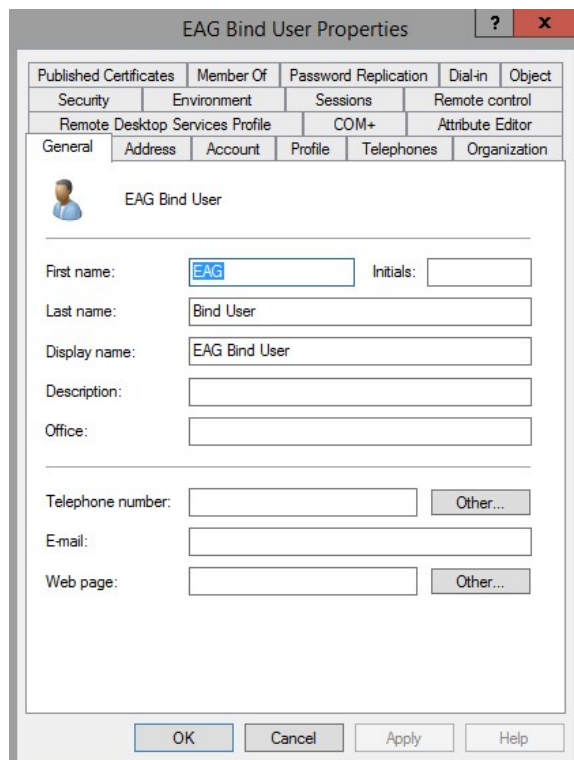 EAG Bind User Properties ? x
Published Certificates Member Of Password Replication Dial-in Object
Security Environment Sessions Remote control
Remote Desktop Services Profile COM+ Attribute Editor
General Address Account Profile Telephones Organization
EAG Bind User
First name: EAG Initials:
Last name: Bind User
Display name: EAG Bind User
Description:
Office:
Telephone number: Other...
E-mail:
Web page: Other...
OK Cancel Apply Help